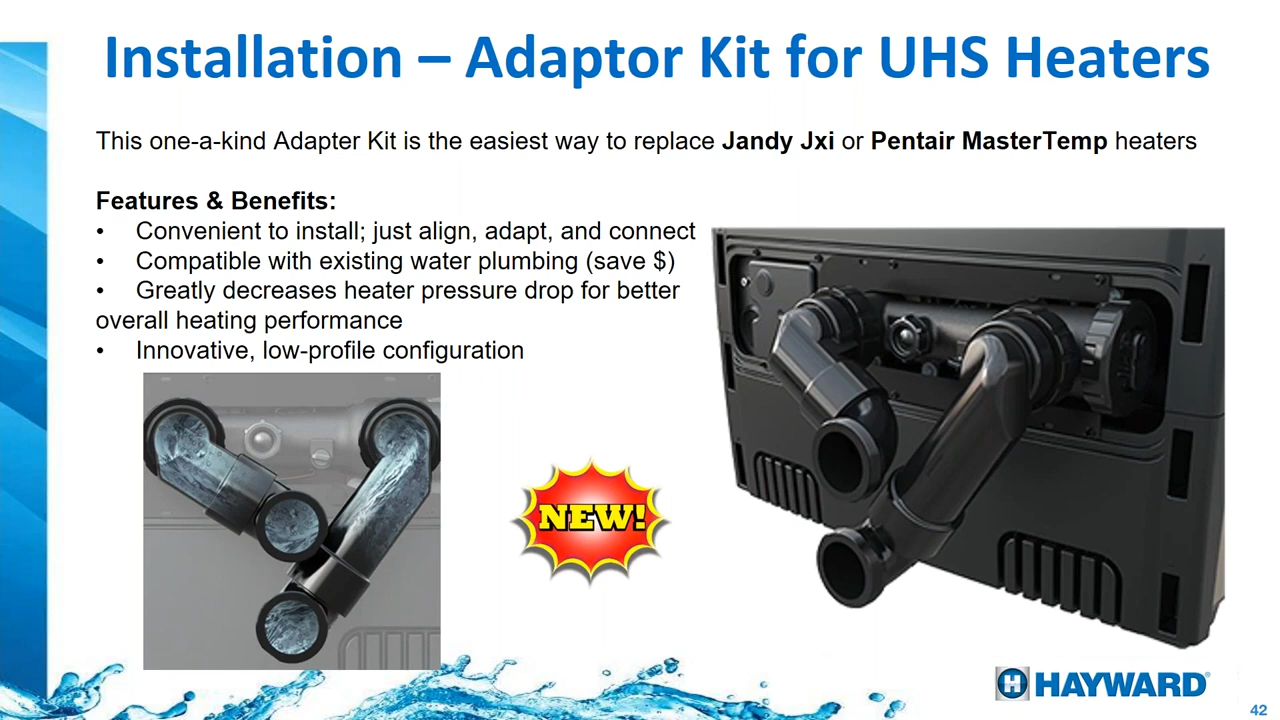 Installation – Adaptor Kit for UHS Heaters
This one-a-kind Adapter Kit is the easiest way to replace Jandy Jxi or Pentair MasterTemp heaters
Features & Benefits:
• Convenient to install; just align, adapt, and connect
• Compatible with existing water plumbing (save $)
• Greatly decreases heater pressure drop for better
overall heating performance
• Innovative, low-profile configuration
NEW!
H HAYWARD®
42